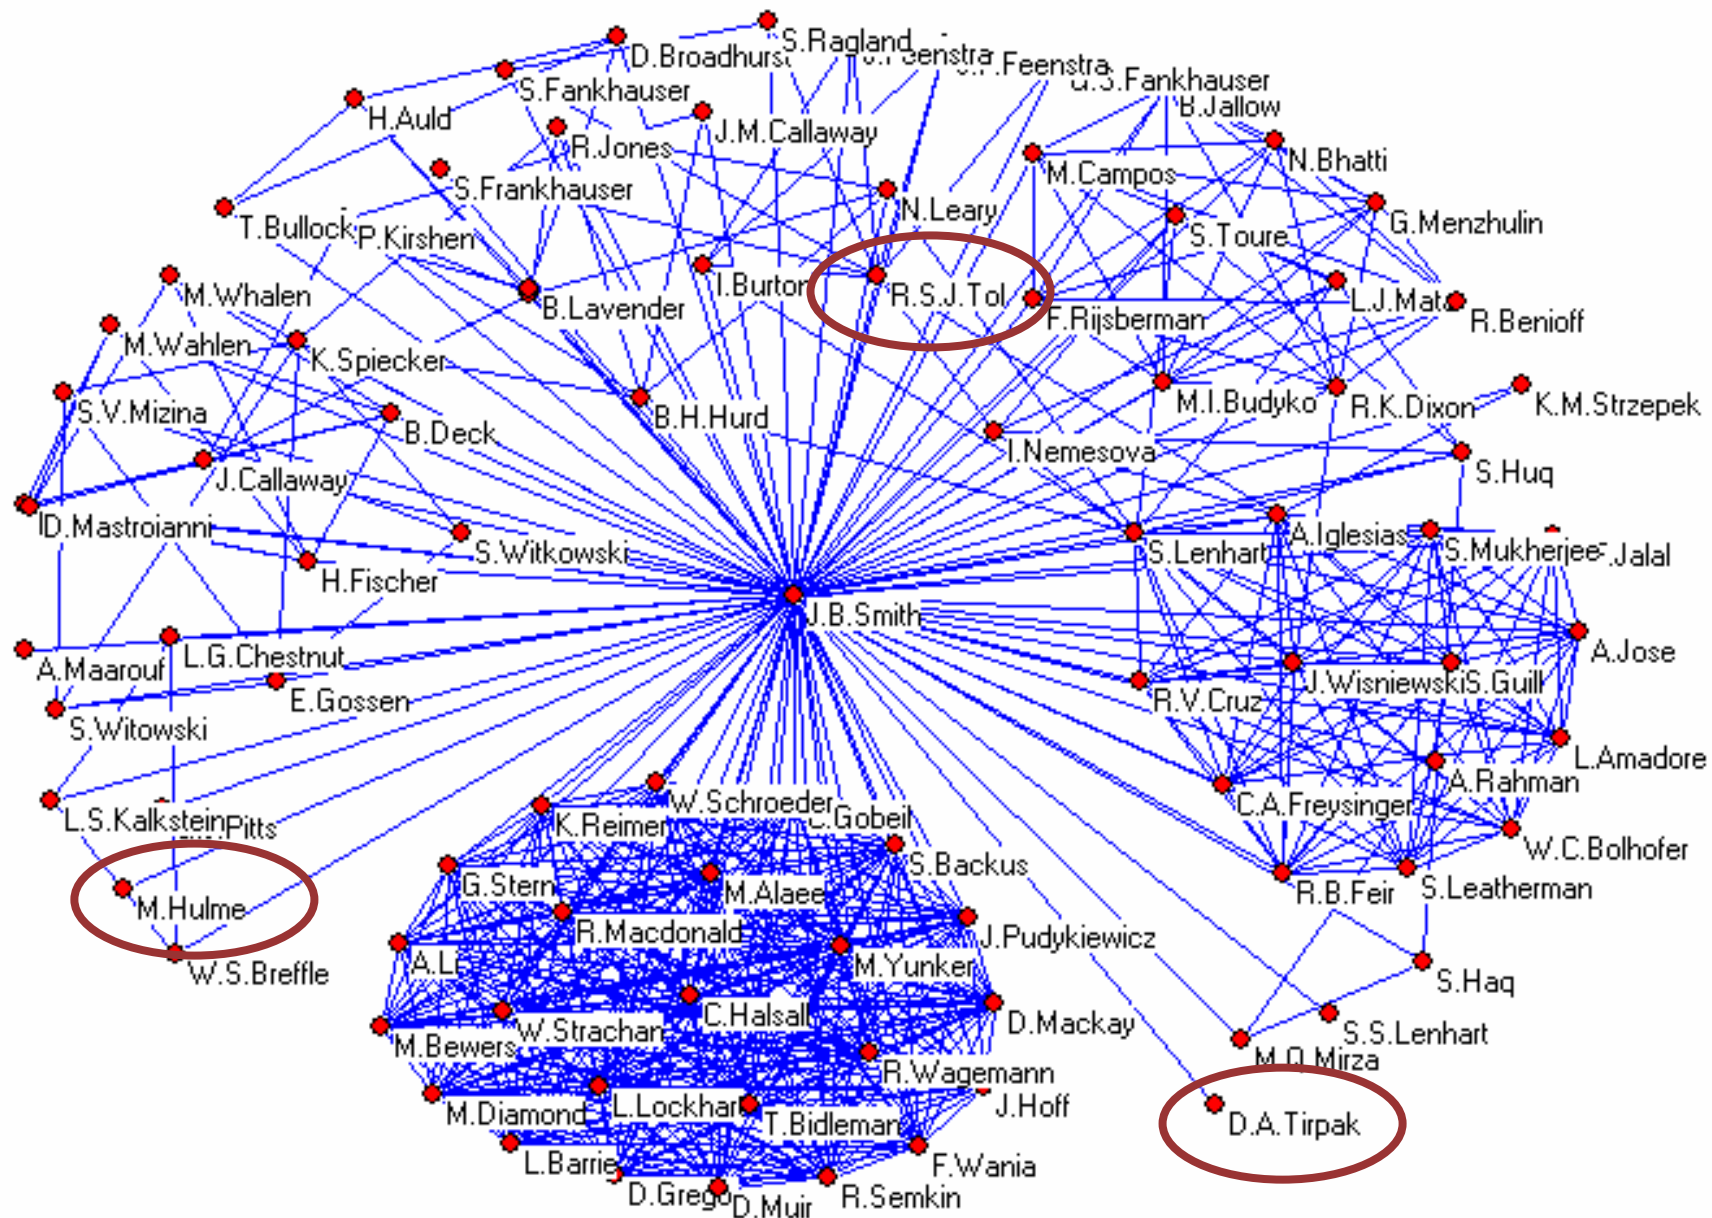 S.Ragland
D.Broadhurst
J.Feenstra
S.Fankhauser
H.Auld
J.M.Callaway
R.Jones
S.Frankhauser
B.Jallow
N.Bhatti
M.Campos
N.Leary
S.Toure
G.Menzhulin
T.Bullock
P.Kirshen
I.Burton
R.S.J.Tol
M.Whalen
B.Lavender
F.Rijsberman
L.J.Mata
R.Benioff
M.Wahlen
K.Spiecker
S.V.Mizina
B.Deck
B.H.Hurd
M.I.Budyko
R.K.Dixon
K.M.Strzepek
I.Nemesova
J.Callaway
S.Huq
D.Mastroianni
S.Witkowski
S.Lenhart
A.Iglesias
S.Mukherjee
Jalal
H.Fischer
J.B.Smith
A.Maarouf
L.G.Chestnut
A.Jose
E.Gossen
R.V.Cruz
J.Wisniewski
S.Guill
S.Witowski
L.Amadore
A.Rahman
L.S.Kalkstein
Pitts
W.Schroeder
C.Gobeil
C.A.Freysinger
K.Reimer
W.C.Bolhofer
S.Backus
G.Stern
M.Alaee
R.B.Feir
S.Leatherman
M.Hulme
R.Macdonald
J.Pudykiewicz
A.Li
M.Yunker
W.S.Breffle
S.Haq
C.Halsall
D.Mackay
W.Strachan
S.S.Lenhart
M.Bewers
M.Q.Mirza
R.Wagemann
J.Hoff
M.Diamond
L.Lockhart
T.Bidleman
D.A.Tirpak
L.Barrie
F.Wania
D.Grego
D.Muir
R.Semkin